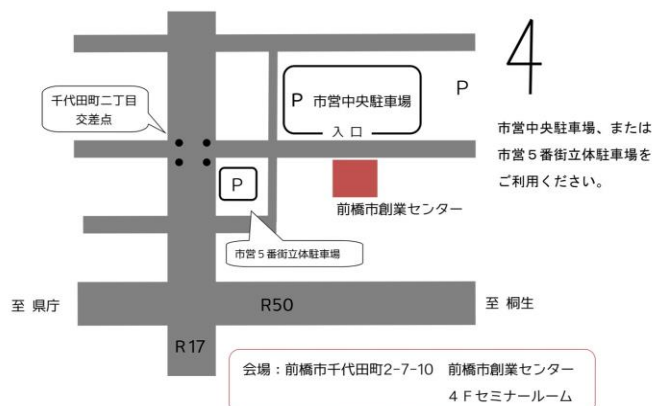 4
千代田町二丁目
交差点
P 市営中央駐車場
入口
P
市営中央駐車場、または
市営５番街立体駐車場を
ご利用ください。
P
前橋市創業センター
市営５番街立体駐車場
至 県庁
R50
至 桐生
R17
会場：前橋市千代田町2-7-10　前橋市創業センター
４Ｆセミナールーム